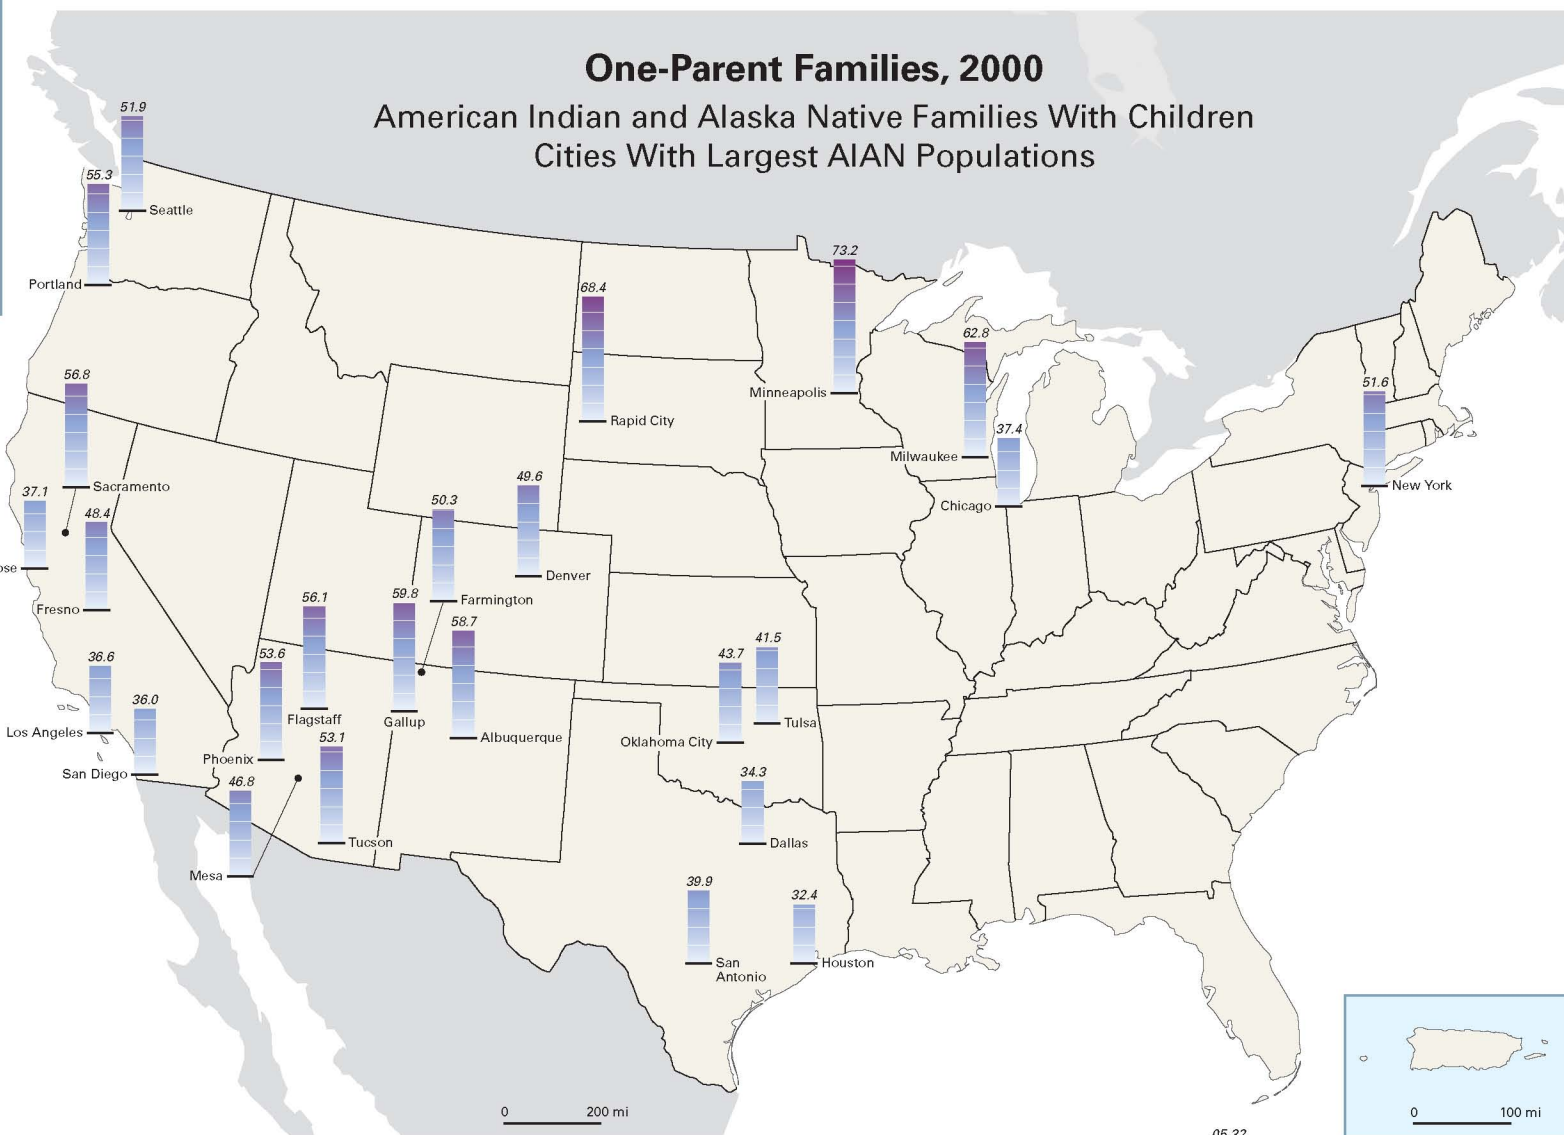 One-Parent Families, 2000
American Indian and Alaska Native Families With Children
Cities With Largest AIAN Populations
51.9
Seattle
55.3
Portland
73.2
Minneapolis
68.4
Rapid City
62.8
Milwaukee
37.4
Chicago
51.6
New York
56.8
Sacramento
37.1
ose
48.4
Fresno
49.6
Denver
50.3
Farmington
56.1
Flagstaff
59.8
Gallup
58.7
Albuquerque
53.6
Phoenix
36.6
Los Angeles
36.0
San Diego
43.7
Oklahoma City
41.5
Tulsa
53.1
Tucson
46.8
Mesa
34.3
Dallas
39.9
San
Antonio
32.4
Houston
0 200 mi
0 100 mi